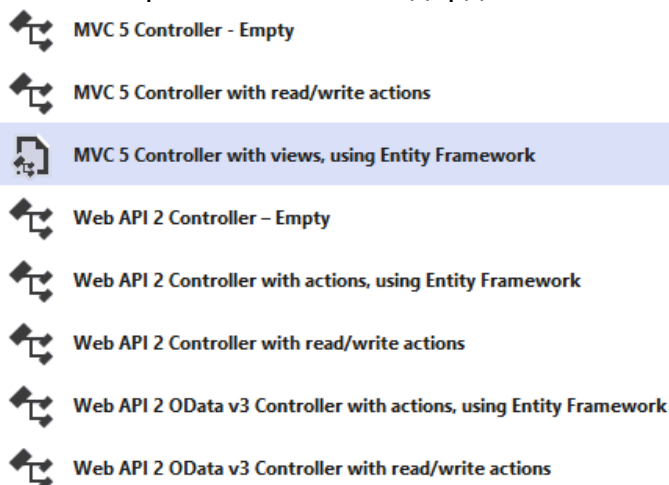 MVC 5 Controller - Empty
MVC 5 Controller with read/write actions
MVC 5 Controller with views, using Entity Framework
Web API 2 Controller – Empty
Web API 2 Controller with actions, using Entity Framework
Web API 2 Controller with read/write actions
Web API 2 OData v3 Controller with actions, using Entity Framework
Web API 2 OData v3 Controller with read/write actions